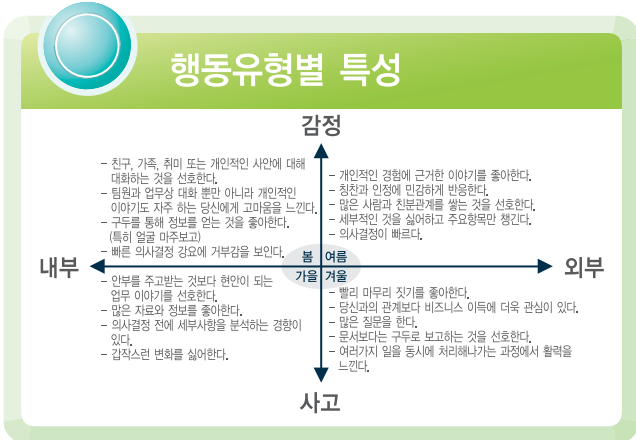 행동유형별 특성
감정
- 친구, 가족, 취미 또는 개인적인 사안에 대해
대화하는 것을 선호한다.
- 팀원과 업무상 대화 뿐만 아니라 개인적인
이야기도 자주 하는 당신에게 고마움을 느낀다.
- 구두를 통해 정보를 얻는 것을 좋아한다.
(특히 얼굴 마주보고)
- 빠른 의사결정 강요에 거부감을 보인다.
- 개인적인 경험에 근거한 이야기를 좋아한다.
- 칭찬과 인정에 민감하게 반응한다.
- 많은 사람과 친분관계를 쌓는 것을 선호한다.
- 세부적인 것을 싫어하고 주요항목만 챙긴다.
- 의사결정이 빠르다.
봄 여름
내부
외부
가을 겨울
- 안부를 주고받는 것보다 현안이 되는
업무 이야기를 선호한다.
- 많은 자료와 정보를 좋아한다.
- 의사결정 전에 세부사항을 분석하는 경향이
있다.
- 갑작스런 변화를 싫어한다.
- 빨리 마무리 짓기를 좋아한다.
- 당신과의 관계보다 비즈니스 이득에 더욱 관심이 있다.
- 많은 질문을 한다.
- 문서보다는 구두로 보고하는 것을 선호한다.
- 여러가지 일을 동시에 처리해나가는 과정에서 활력을
느낀다.
사고